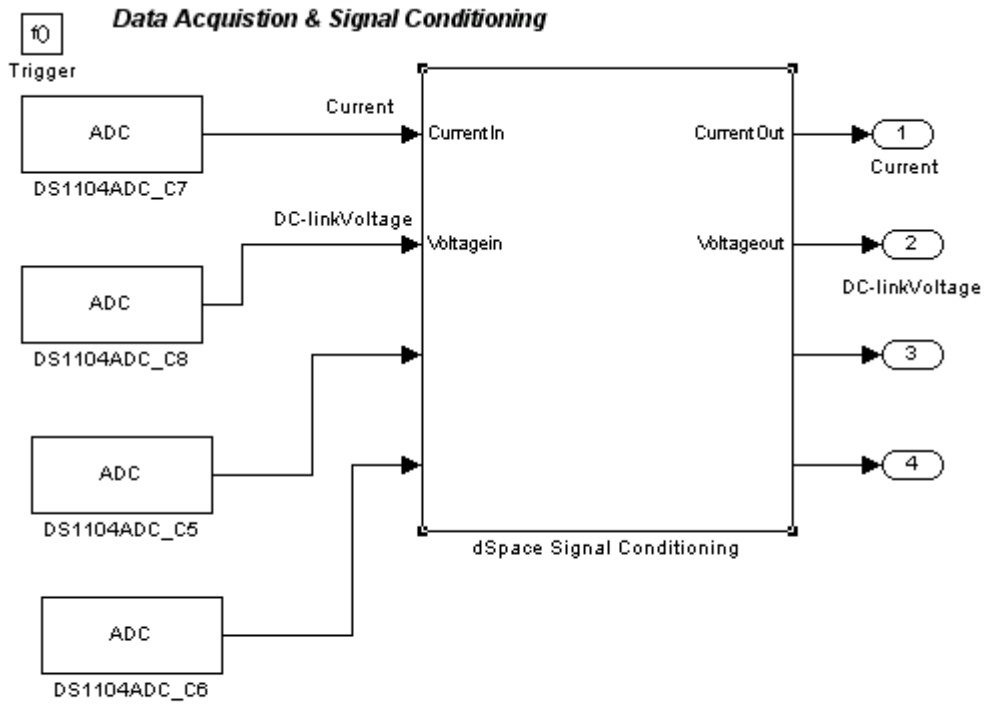 Data Acquistion & Signal Conditioning
f()
Trigger
ADC
DS1104ADC_C7
Current
CurrentIn
CurrentOut
1
Current
DC-linkVoltage
Voltagein
Voltageout
2
DC-linkVoltage
ADC
DS1104ADC_C8
3
ADC
DS1104ADC_C5
4
dSpace Signal Conditioning
ADC
DS1104ADC_C6